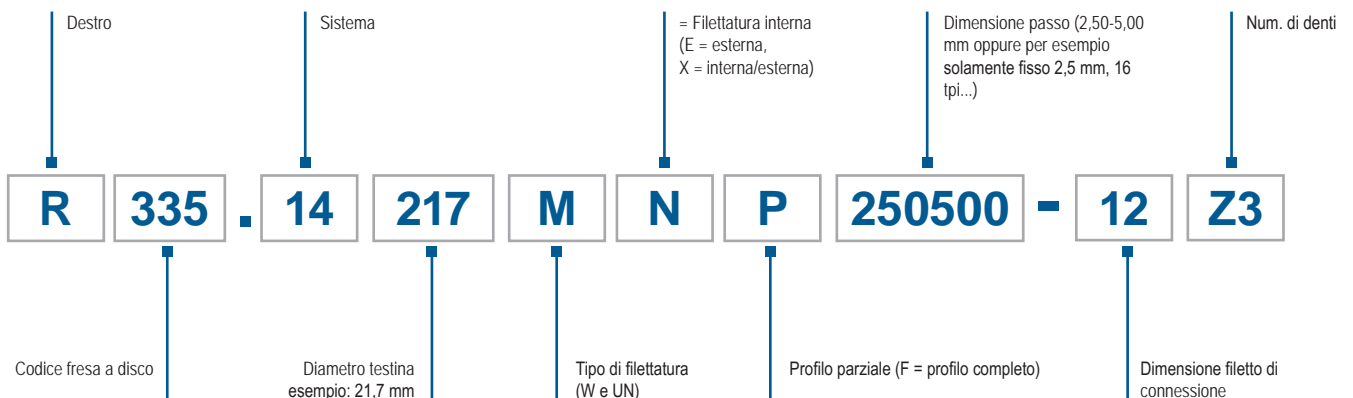 Destro
Sistema
= Filettatura interna
(E = esterna,
X = interna/esterna)
Dimensione passo (2,50-5,00
mm oppure per esempio
solamente fisso 2,5 mm, 16
tpi...)
Num. di denti
R 335 . 14 217 M N P 250500 - 12 Z3
Codice fresa a disco
Diametro testina
esempio: 21,7 mm
Tipo di filettatura
(W e UN)
Profilo parziale (F = profilo completo)
Dimensione filetto di
connessione